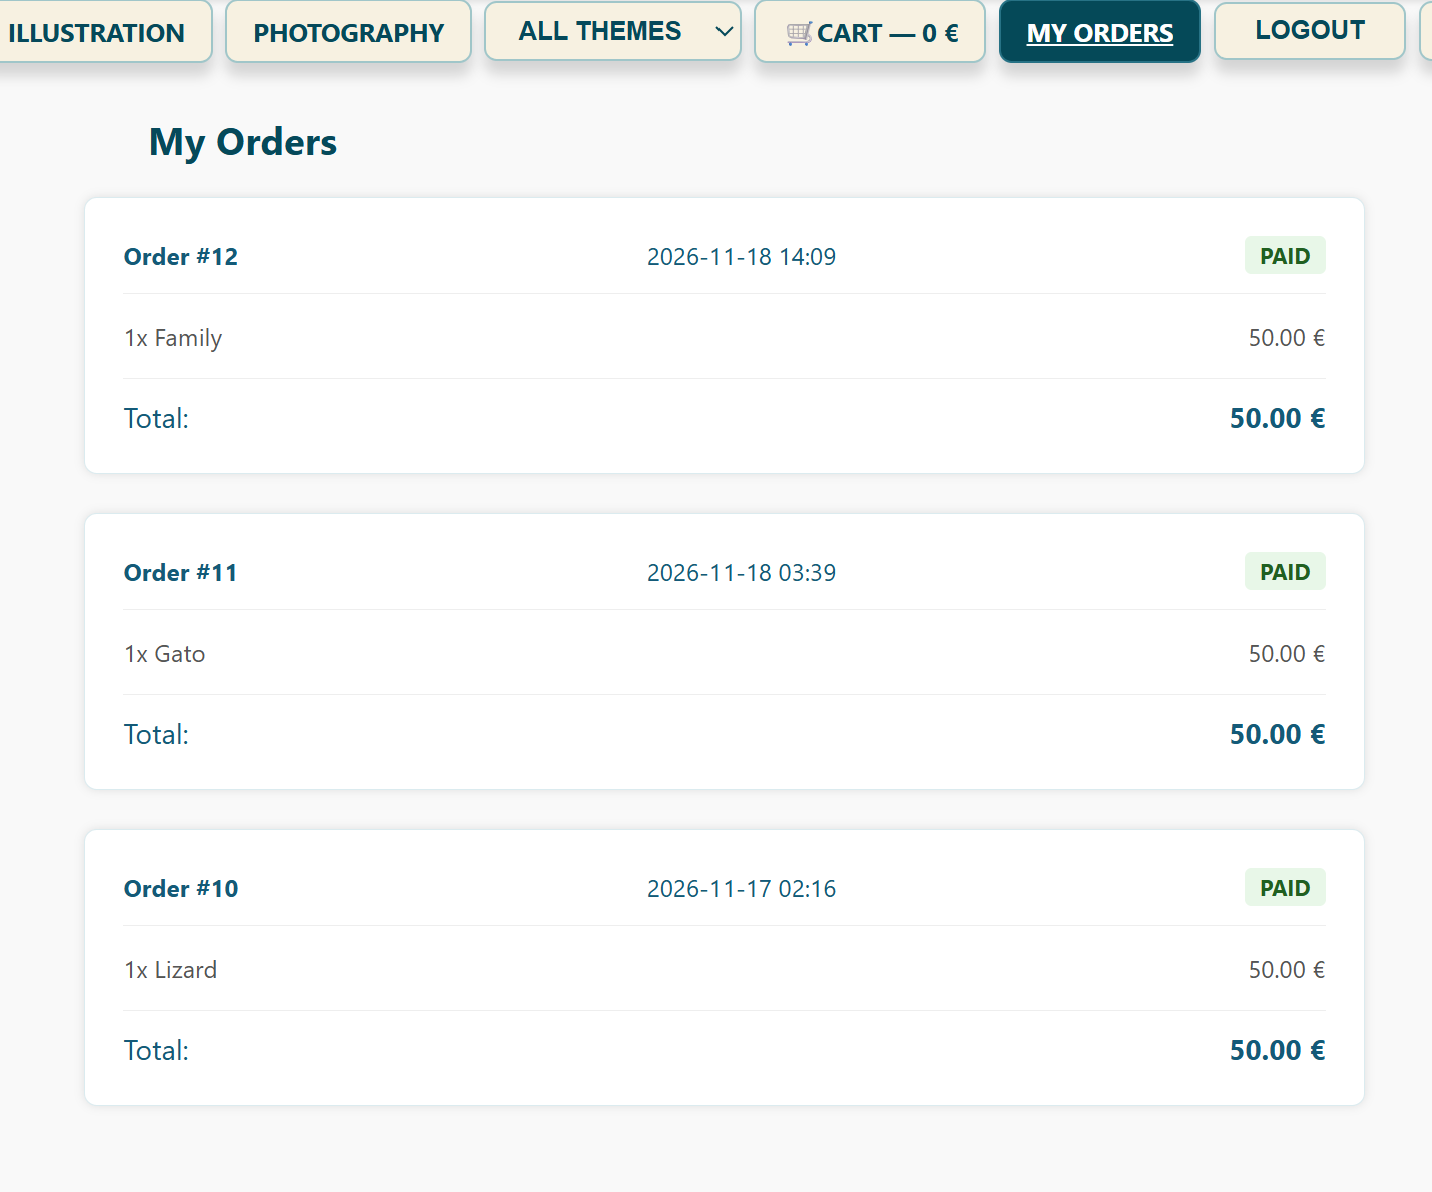 ILLUSTRATION PHOTOGRAPHY ALL THEMES 🛒CART — 0 € MY ORDERS LOGOUT
My Orders
Order #12 2026-11-18 14:09 PAID
1x Family 50.00 €
Total: 50.00 €
Order #11 2026-11-18 03:39 PAID
1x Gato 50.00 €
Total: 50.00 €
Order #10 2026-11-17 02:16 PAID
1x Lizard 50.00 €
Total: 50.00 €